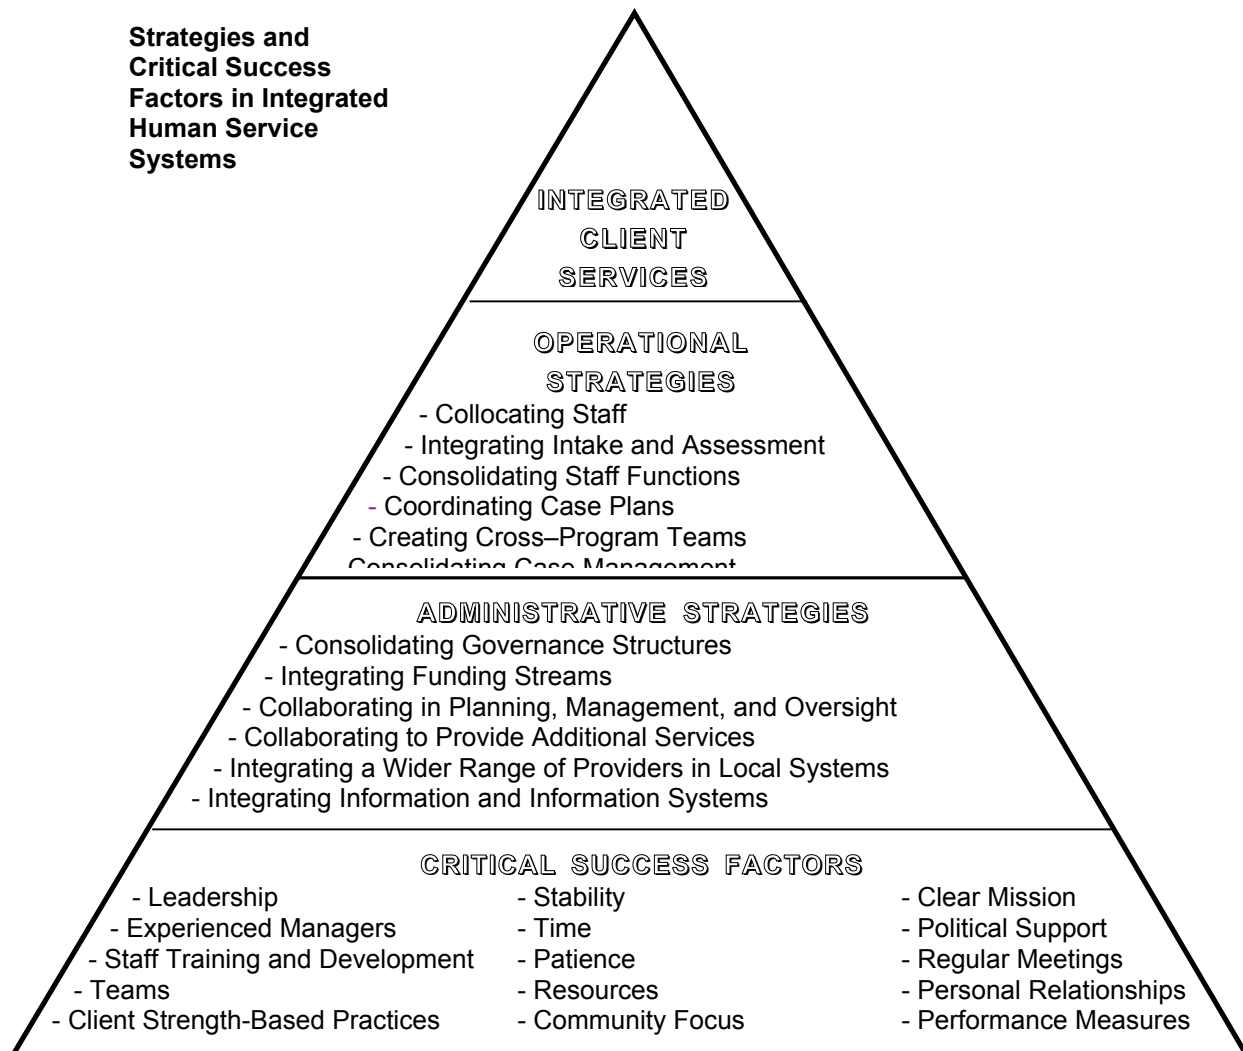 Strategies and
Critical Success
Factors in Integrated
Human Service
Systems
INTEGRATED
CLIENT
SERVICES
OPERATIONAL
STRATEGIES
- Collocating Staff
- Integrating Intake and Assessment
- Consolidating Staff Functions
- Coordinating Case Plans
- Creating Cross–Program Teams
Consolidating Case Management
ADMINISTRATIVE STRATEGIES
- Consolidating Governance Structures
- Integrating Funding Streams
- Collaborating in Planning, Management, and Oversight
- Collaborating to Provide Additional Services
- Integrating a Wider Range of Providers in Local Systems
- Integrating Information and Information Systems
CRITICAL SUCCESS FACTORS
- Leadership
- Experienced Managers
- Staff Training and Development
- Teams
- Client Strength-Based Practices
- Stability
- Time
- Patience
- Resources
- Community Focus
- Clear Mission
- Political Support
- Regular Meetings
- Personal Relationships
- Performance Measures